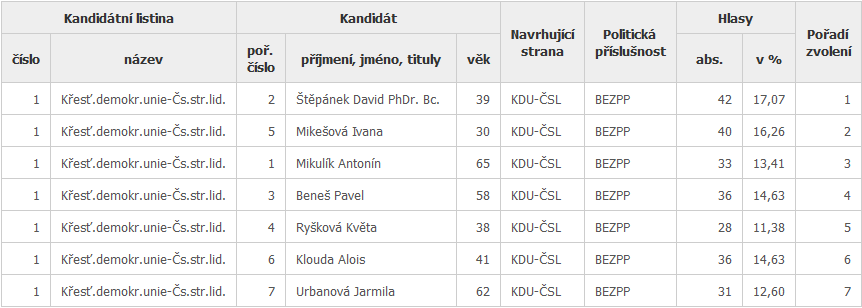 Kandidátní listina Kandidát Navrhující strana Politická příslušnost Hlasy Pořadí zvolení
číslo název poř. číslo příjmení, jméno, tituly věk abs. v %
1 Křesť.demokr.unie-Čs.str.lid. 2 Štěpánek David PhDr. Bc. 39 KDU-ČSL BEZPP 42 17,07 1
1 Křesť.demokr.unie-Čs.str.lid. 5 Mikešová Ivana 30 KDU-ČSL BEZPP 40 16,26 2
1 Křesť.demokr.unie-Čs.str.lid. 1 Mikulík Antonín 65 KDU-ČSL BEZPP 33 13,41 3
1 Křesť.demokr.unie-Čs.str.lid. 3 Beneš Pavel 58 KDU-ČSL BEZPP 36 14,63 4
1 Křesť.demokr.unie-Čs.str.lid. 4 Ryšková Květa 38 KDU-ČSL BEZPP 28 11,38 5
1 Křesť.demokr.unie-Čs.str.lid. 6 Klouda Alois 41 KDU-ČSL BEZPP 36 14,63 6
1 Křesť.demokr.unie-Čs.str.lid. 7 Urbanová Jarmila 62 KDU-ČSL BEZPP 31 12,60 7